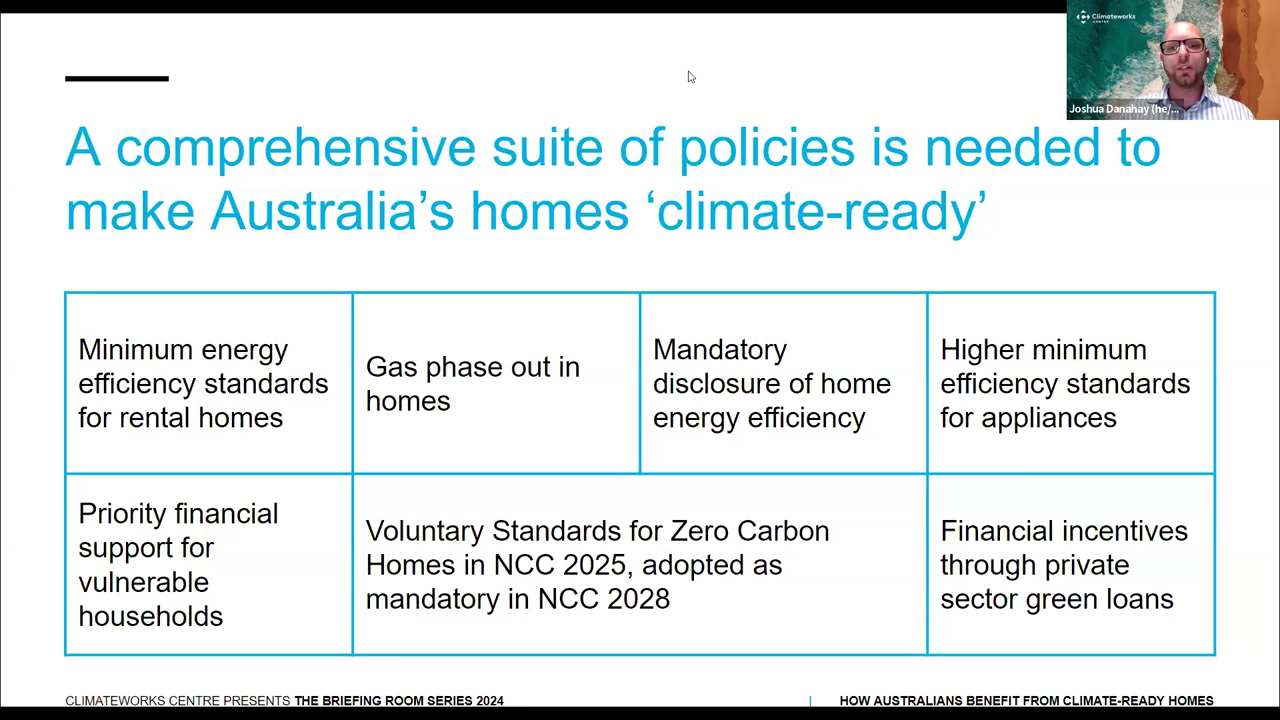 Climateworks
CENTRE
Joshua Danahay (he/...
A comprehensive suite of policies is needed to
make Australia’s homes ‘climate-ready’
Minimum energy
efficiency standards
for rental homes
Gas phase out in
homes
Mandatory
disclosure of home
energy efficiency
Higher minimum
efficiency standards
for appliances
Priority financial
support for
vulnerable
households
Voluntary Standards for Zero Carbon
Homes in NCC 2025, adopted as
mandatory in NCC 2028
Financial incentives
through private
sector green loans
CLIMATEWORKS CENTRE PRESENTS THE BRIEFING ROOM SERIES 2024
| HOW AUSTRALIANS BENEFIT FROM CLIMATE-READY HOMES